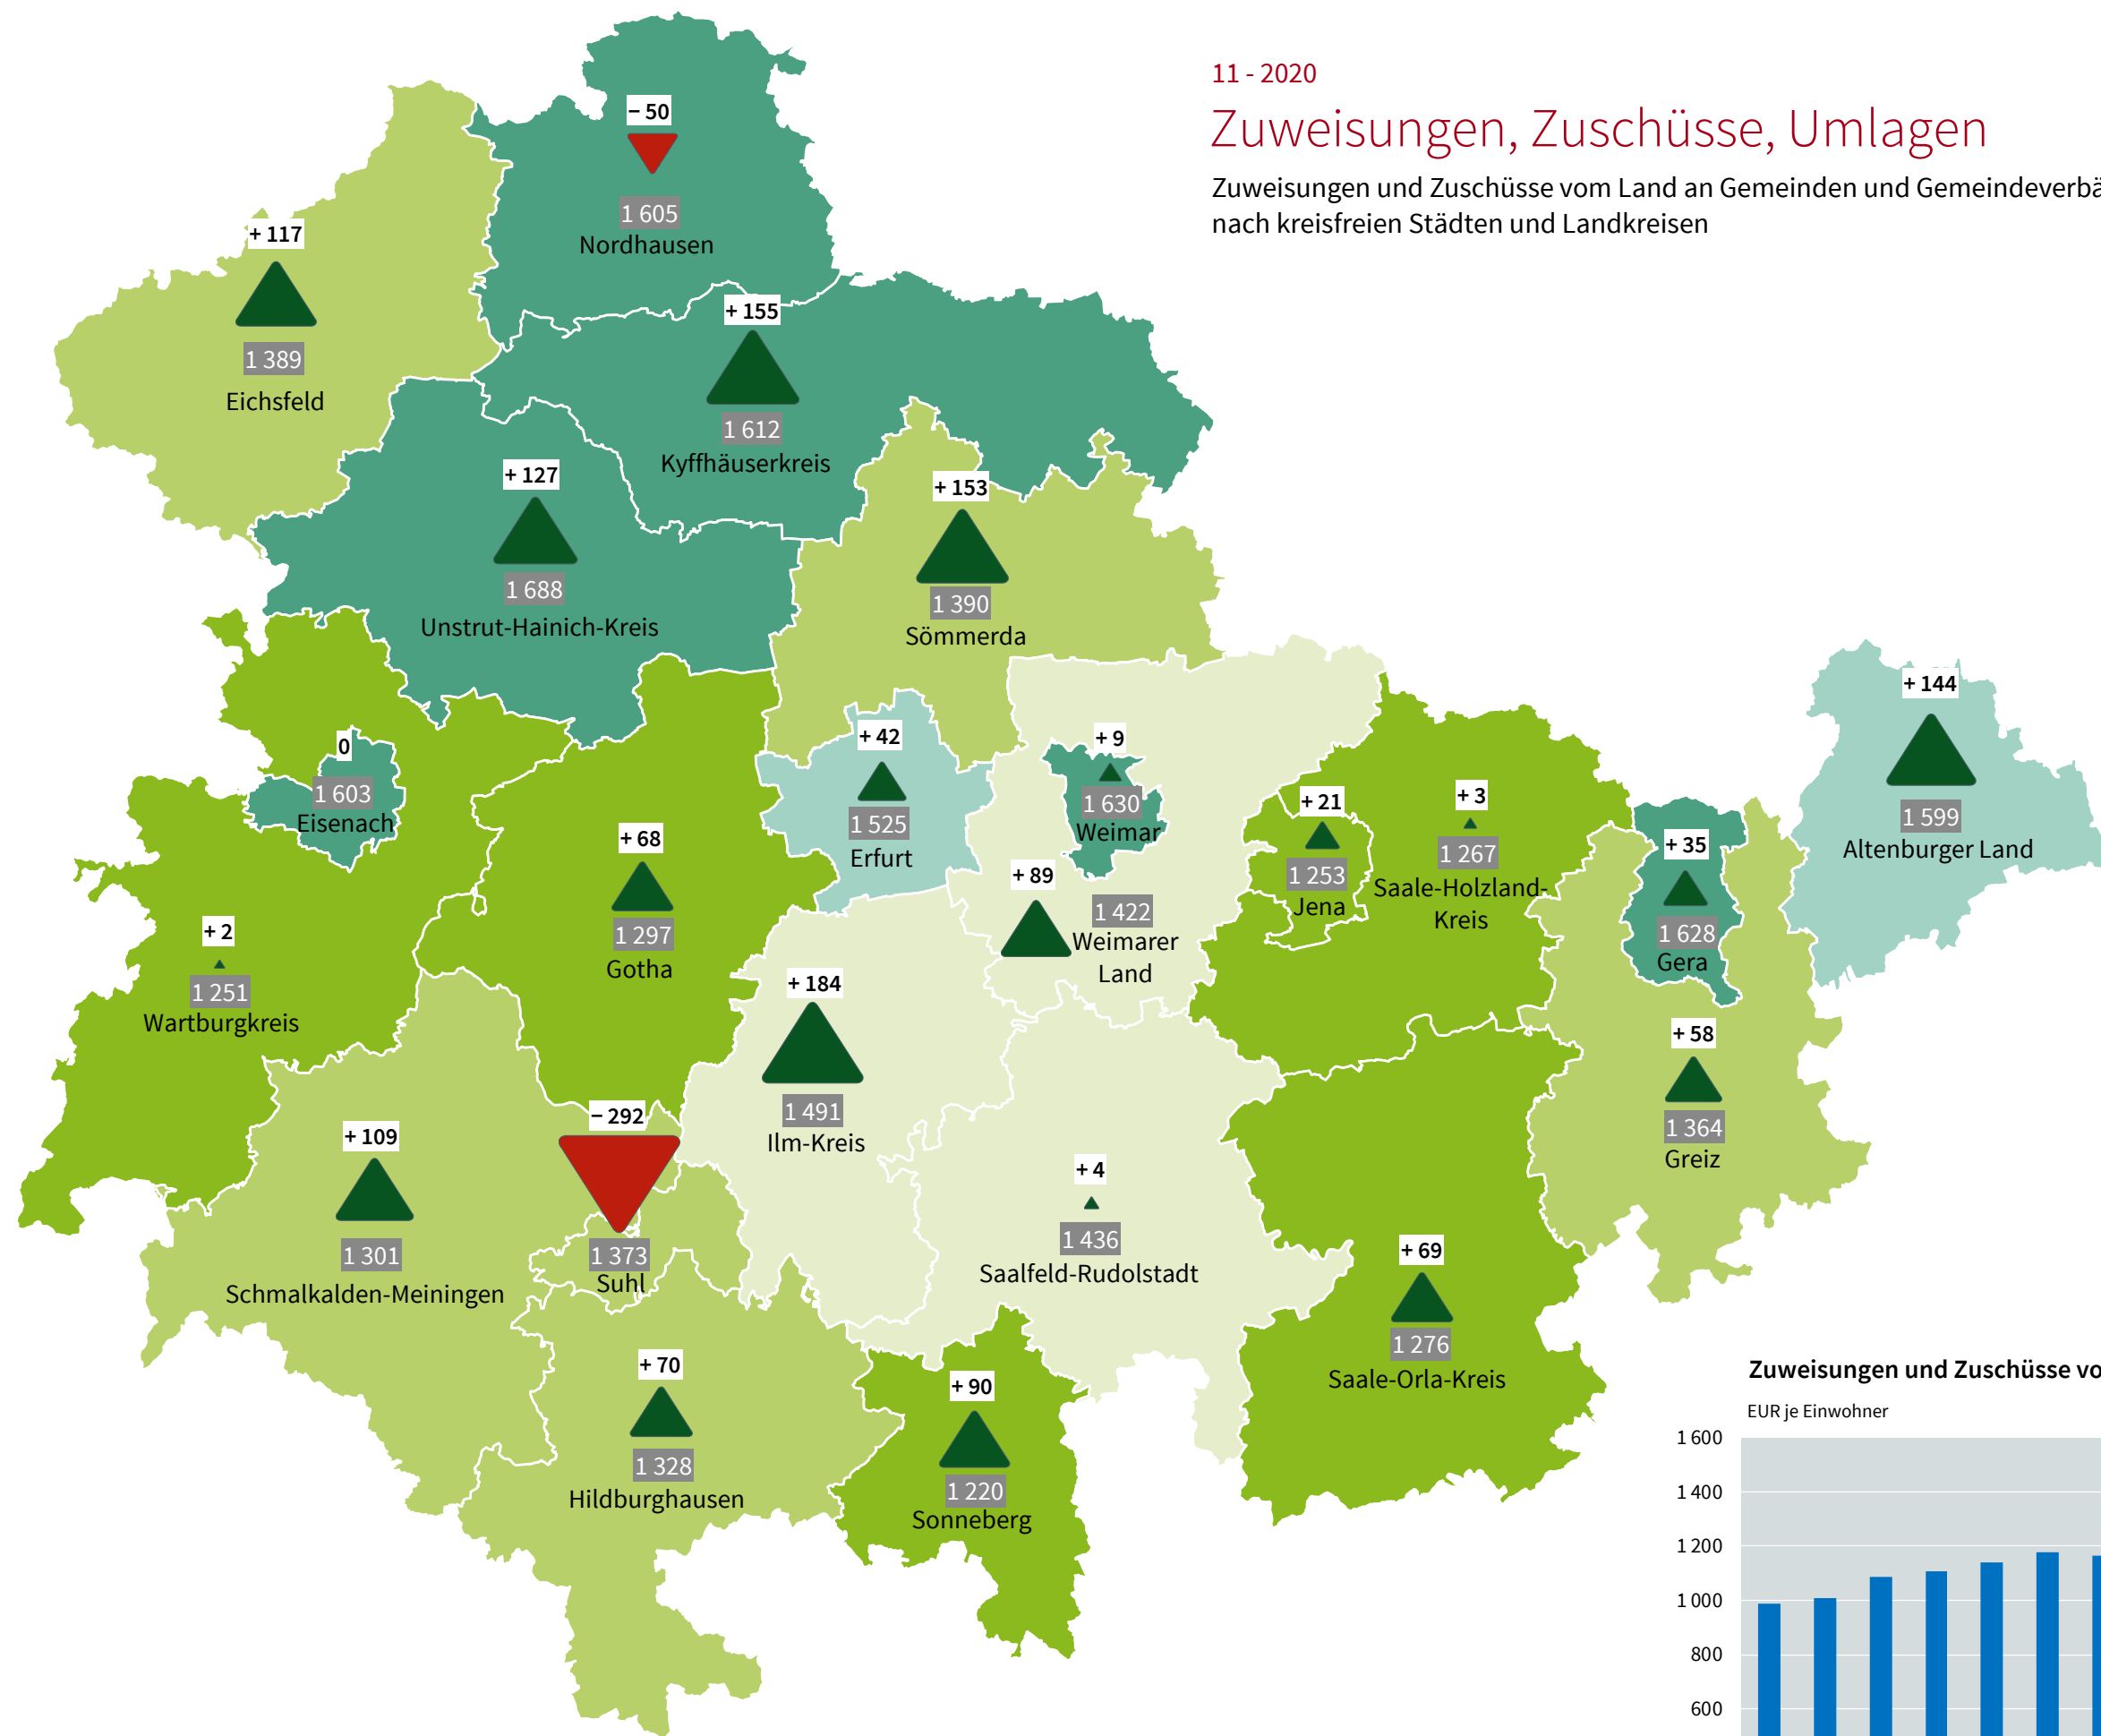 11 - 2020
Zuweisungen, Zuschüsse, Umlagen
Zuweisungen und Zuschüsse vom Land an Gemeinden und
nach kreisfreien Städten und Landkreisen
− 50
1 605
Nordhausen
+ 117
1 389
Eichsfeld
+ 155
1 612
Kyffhäuserkreis
+ 127
1 688
Unstrut-Hainich-Kreis
+ 153
1 390
Sömmerda
+ 144
1 599
Altenburger Land
0
1 603
Eisenach
+ 42
1 525
Erfurt
+ 9
1 630
Weimar
+ 21
1 253
Jena
+ 3
1 267
Saale-Holzland-
Kreis
+ 35
1 628
Gera
+ 68
1 297
Gotha
+ 89
1 422
Weimarer
Land
+ 2
1 251
Wartburgkreis
+ 184
1 491
Ilm-Kreis
+ 58
1 364
Greiz
+ 109
1 301
Schmalkalden-Meiningen
− 292
1 373
Suhl
+ 4
1 436
Saalfeld-Rudolstadt
+ 69
1 276
Saale-Orla-Kreis
+ 70
1 328
Hildburghausen
+ 90
1 220
Sonneberg
Zuweisungen und Zuschüsse
EUR je Einwohner
1 600
1 400
1 200
1 000
800
600